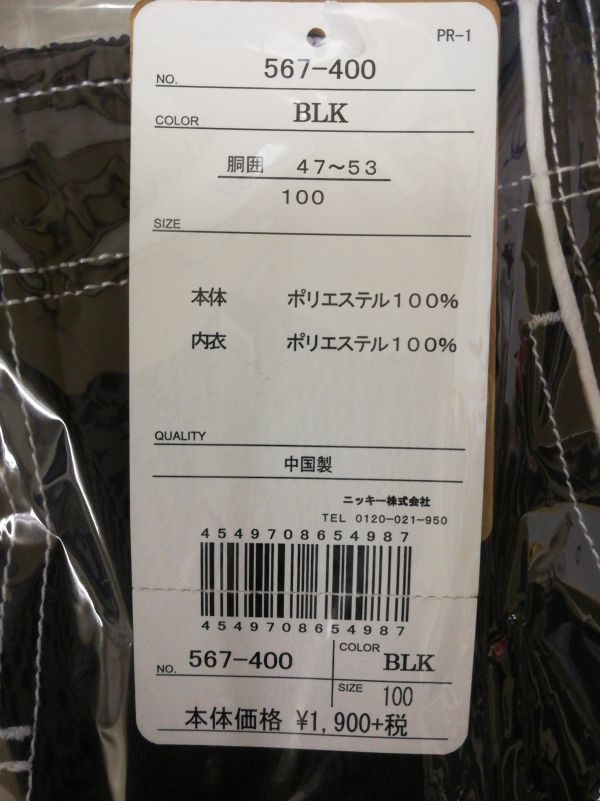 PR-1
NO. 567-400
COLOR BLK
胴囲 47～53
100
SIZE
本体 ポリエステル100%
内衣 ポリエステル100%
QUALITY
中国製
ニッキー株式会社
TEL 0120-021-950
4549708654987
4549708654987
NO. 567-400
COLOR BLK
SIZE 100
本体価格 ¥1,900+税